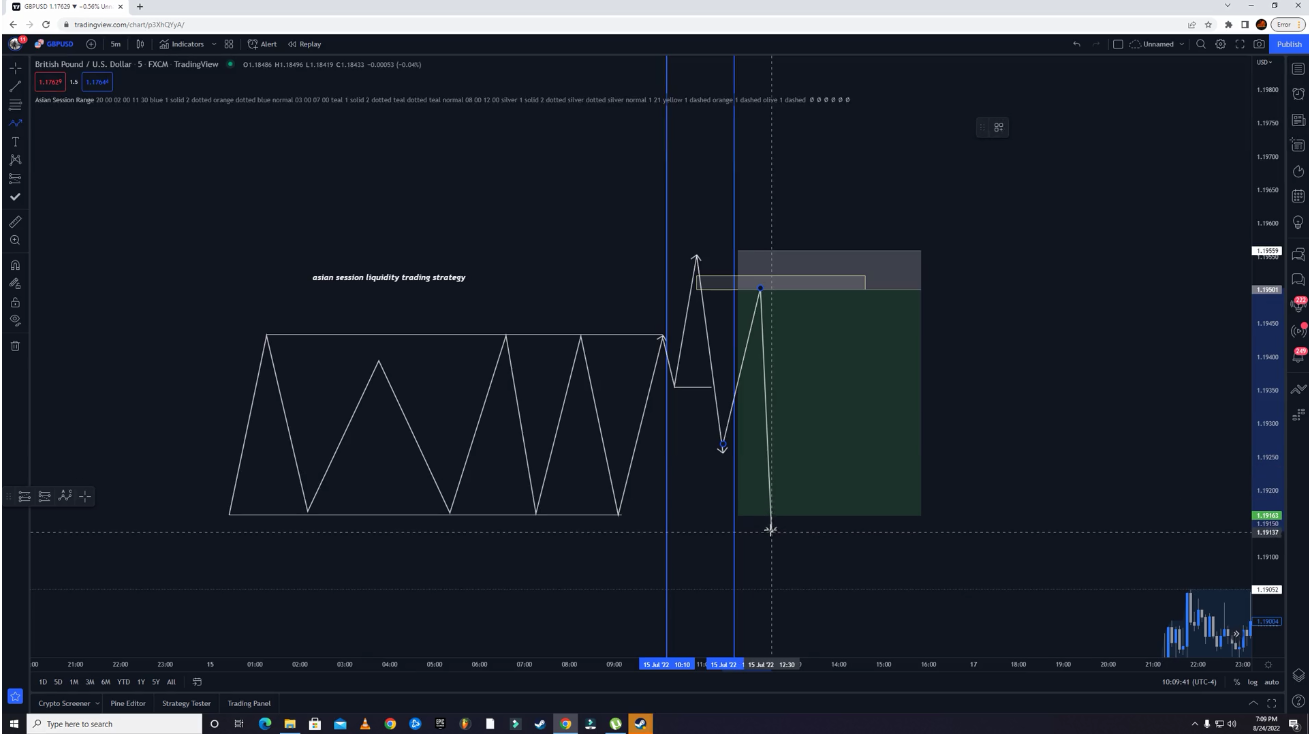 GBPUSD 1.17629 ▼ −0.56% Unn
tradingview.com/chart/p3XhQYyA/
Error
11
GBPUSD
5m
Indicators
Alert
Replay
Unnamed
Publish
British Pound / U.S. Dollar · 5 · FXCM · TradingView
O1.18486 H1.18496 L1.18419 C1.18433 −0.00053 (−0.04%)
USD
1.17629
1.5
1.17644
Asian Session Range 20 00 02 00 11 30 blue 1 solid 2 dotted orange dotted blue normal 03 00 07 00 teal 1 solid 2 dotted teal dotted teal normal 08 00 12 00 silver 1 solid 2 dotted silver dotted silver normal 1 21 yellow 1 dashed orange 1 dashed olive 1 dashed Ø Ø Ø Ø Ø Ø
1.19800
1.19750
1.19700
1.19650
1.19600
1.19559
1.19550
asian session liquidity trading strategy
1.19501
222
1.19450
249
1.19400
1.19350
1.19300
1.19250
1.19200
1.19163
1.19150
1.19137
1.19100
1.19052
1.19004
:00 21:00 22:00 23:00 15 01:00 02:00 03:00 04:00 05:00 06:00 07:00 08:00 09:00 15 Jul '22 10:10 15 Jul '22 15 Jul '22 12:30 14:00 15:00 16:00 17 18:00 19:00 20:00 21:00 22:00 23:00
1D 5D 1M 3M 6M YTD 1Y 5Y All
10:09:41 (UTC-4)
% log auto
Crypto Screener
Pine Editor
Strategy Tester
Trading Panel
Type here to search
7:09 PM
8/24/2022
2